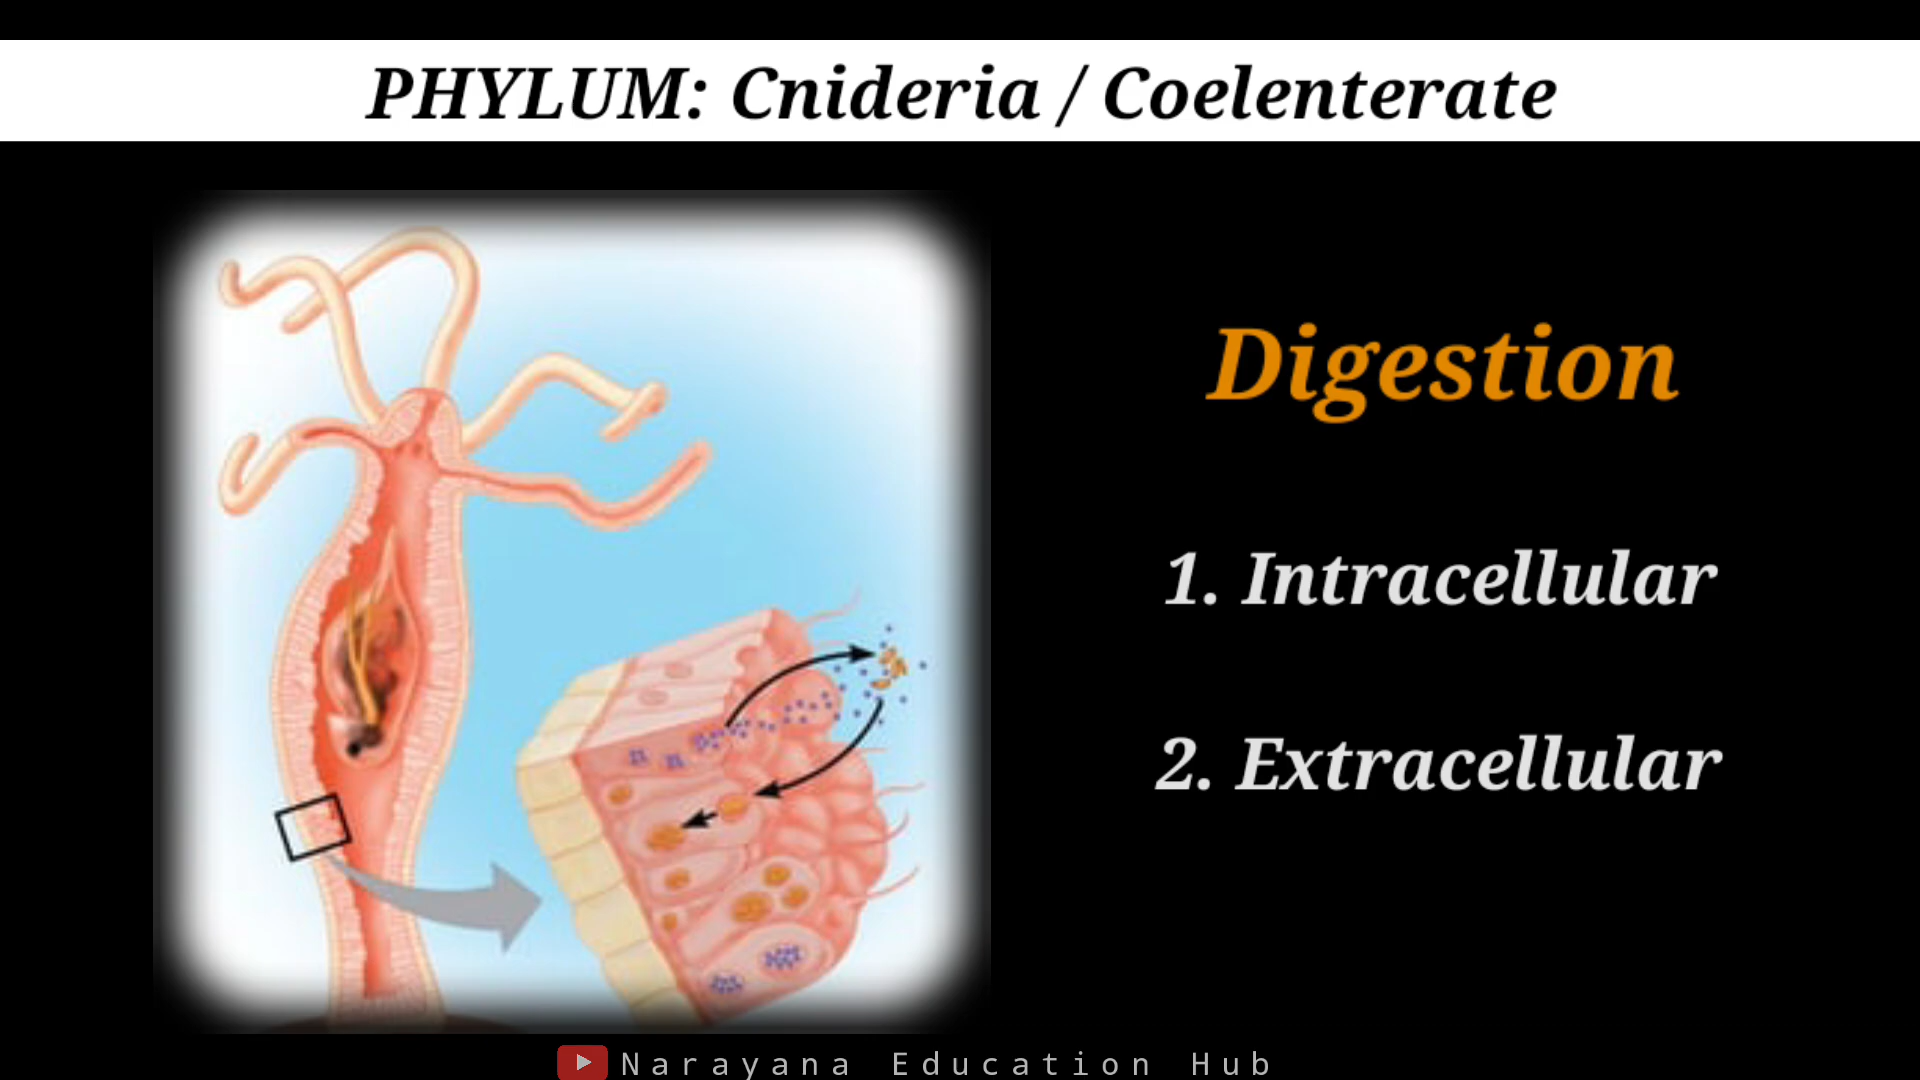 PHYLUM: Cnideria / Coelenterate
Digestion
1. Intracellular
2. Extracellular
Narayana Education Hub